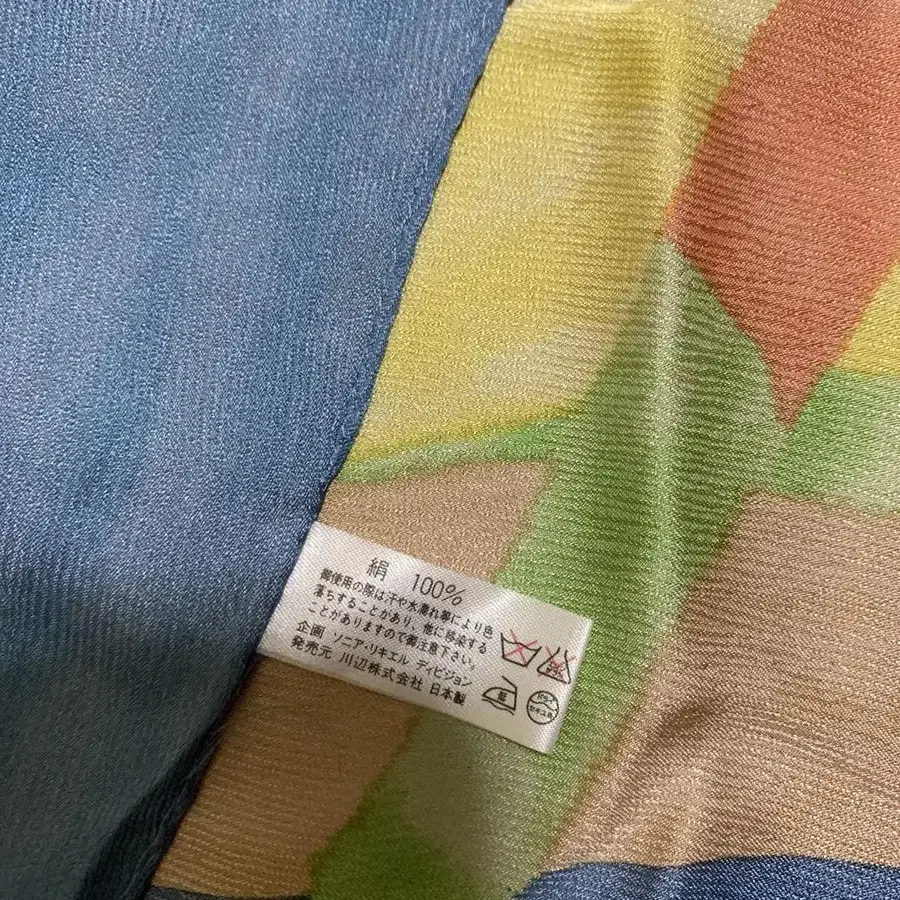 絹 100%
御使用の際は汗や水濡れ等により色
落ちすることがあり、他に移染する
ことがありますので御注意下さい。
企画 ソニア・リキエル ディビジョン
発売元 川辺株式会社 日本製